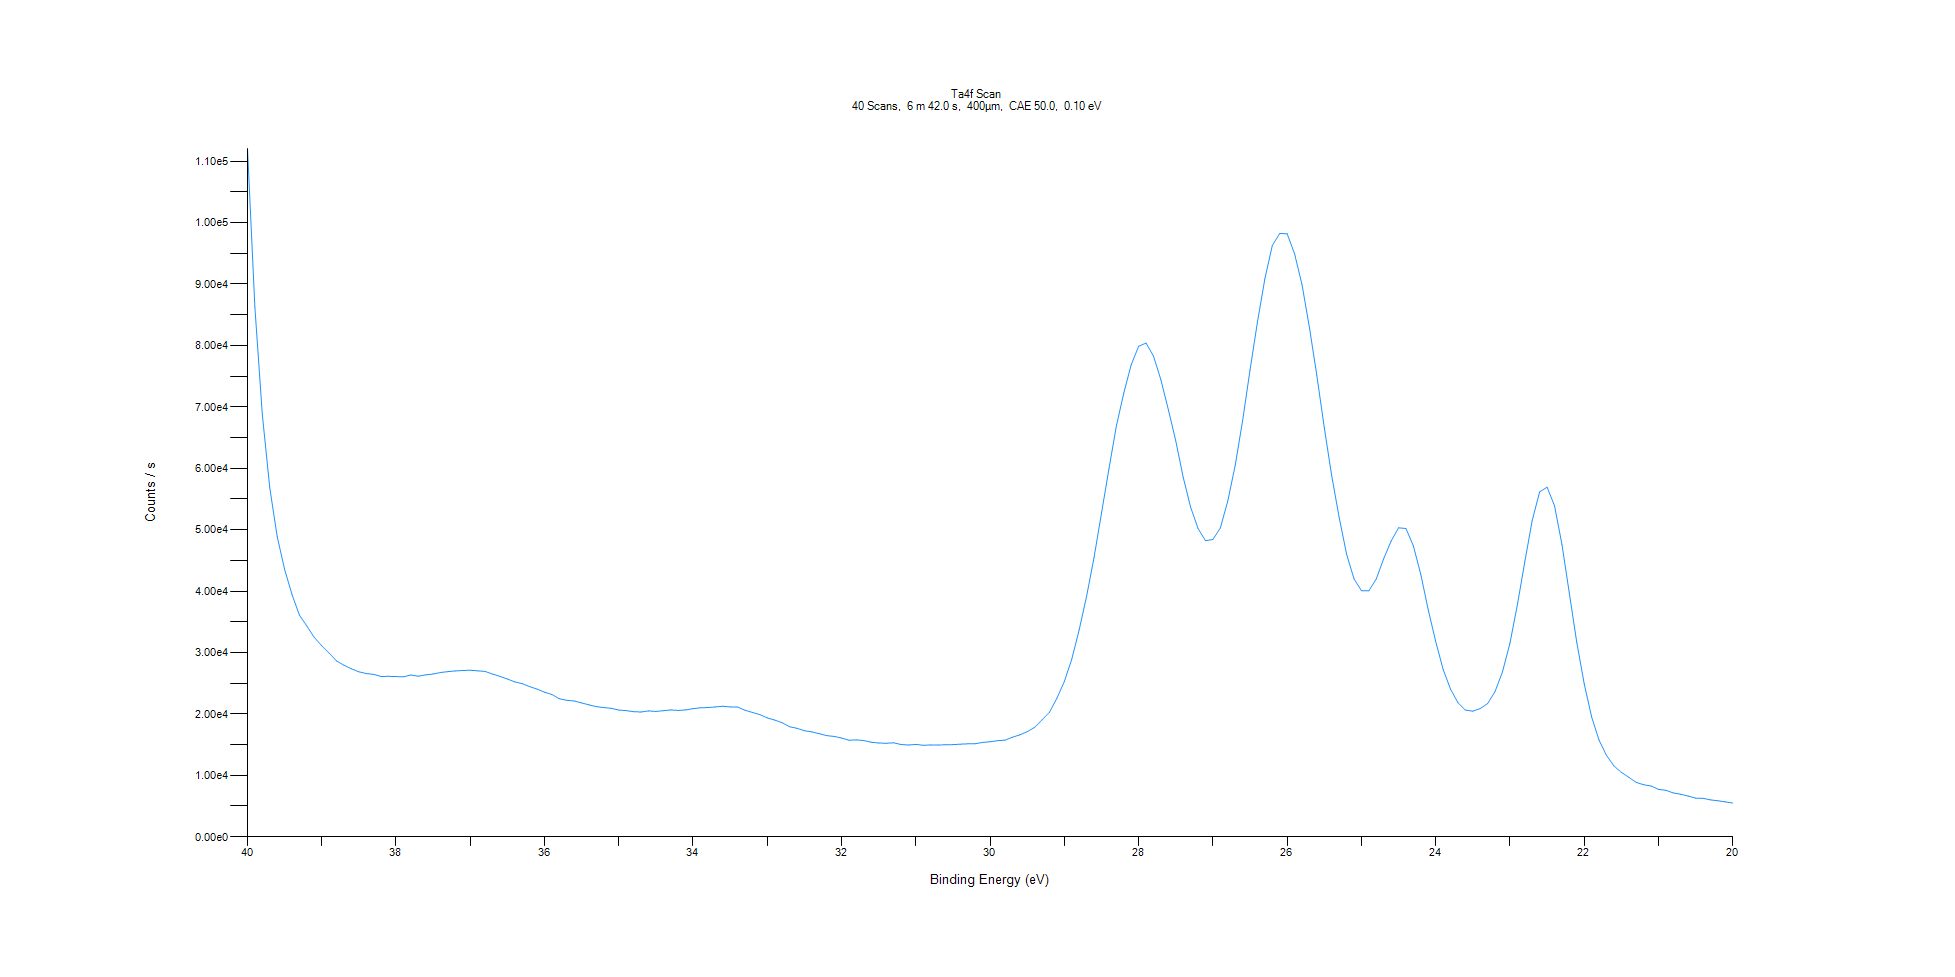 Ta4f Scan
40 Scans, 6 m 42.0 s, 400µm, CAE 50.0, 0.10 eV
1.10e5
1.00e5
9.00e4
8.00e4
7.00e4
6.00e4
5.00e4
4.00e4
3.00e4
2.00e4
1.00e4
0.00e0
Counts / s
40 38 36 34 32 30 28 26 24 22 20
Binding Energy (eV)